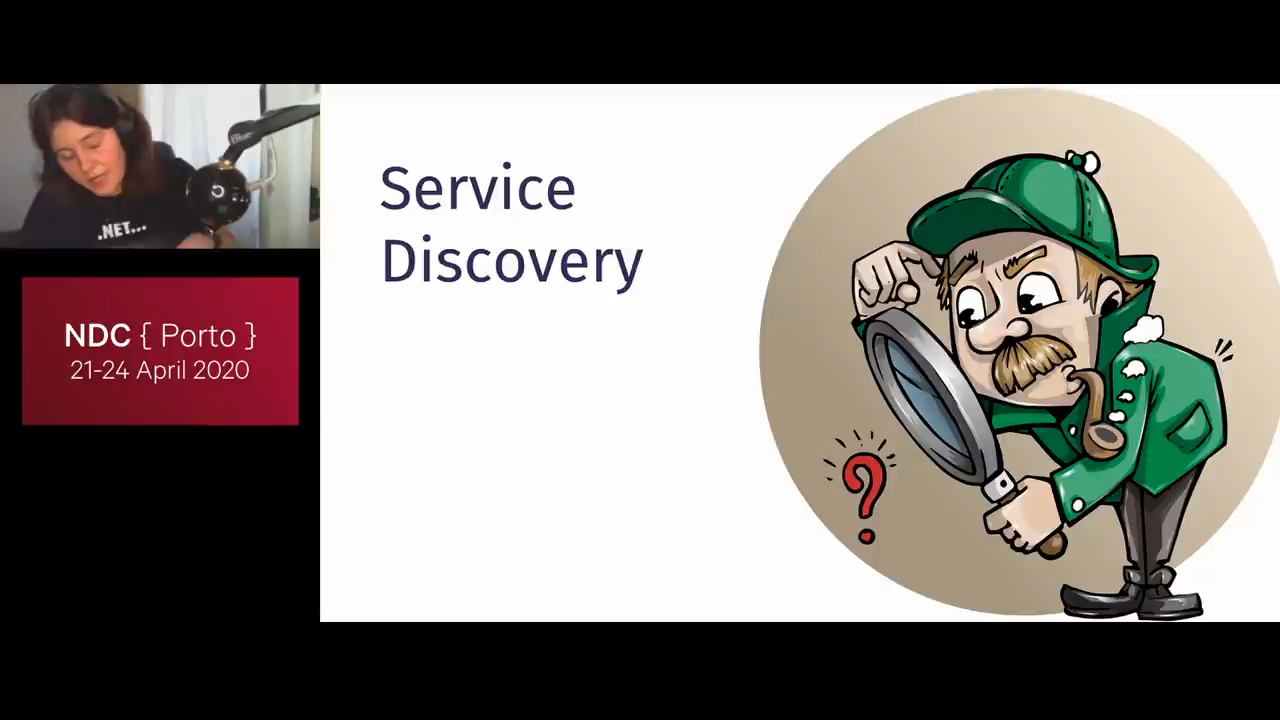 .NET...
NDC { Porto }
21-24 April 2020
Service
Discovery
?